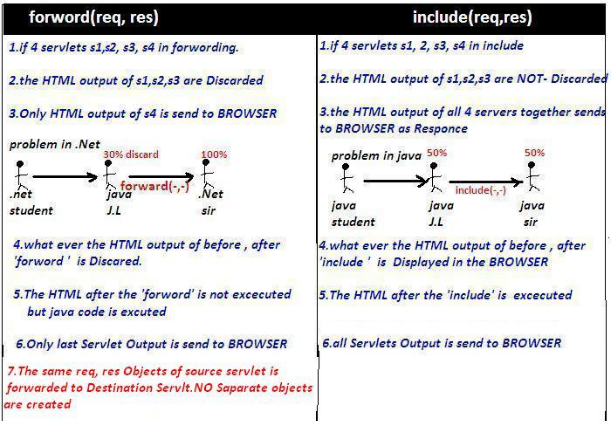 forword(req, res)
1.if 4 servlets s1,s2, s3, s4 in forwording.
2.the HTML output of s1,s2,s3 are Discarded
3.Only HTML output of s4 is send to BROWSER
problem in .Net
30% discard
100%
forward(-,-)
.net
student
java
J.L
.Net
sir
4.what ever the HTML output of before , after
'forword ' is Discared.
5.The HTML after the 'forword' is not excecuted
but java code is excuted
6.Only last Servlet Output is send to BROWSER
7.The same req, res Objects of source servlet is
forwarded to Destination Servlt.NO Saparate objects
are created
include(req,res)
1.if 4 servlets s1, 2, s3, s4 in include
2.the HTML output of s1,s2,s3 are NOT- Discarded
3.the HTML output of all 4 servers together sends
to BROWSER as Responce
problem in java
50%
50%
include(-,-)
java
student
java
J.L
java
sir
4.what ever the HTML output of before , after
'include ' is Displayed in the BROWSER
5.The HTML after the 'include' is excecuted
6.all Servlets Output is send to BROWSER